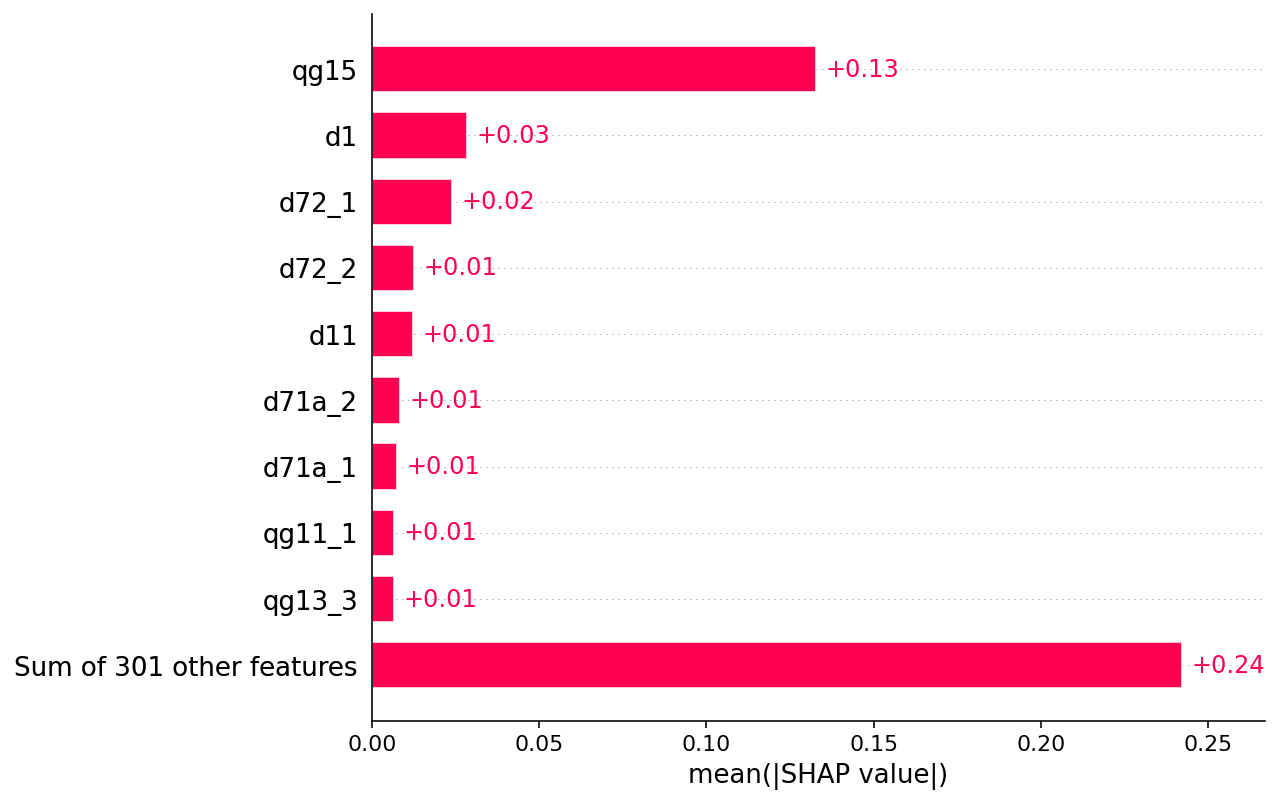 qg15 +0.13
d1 +0.03
d72_1 +0.02
d72_2 +0.01
d11 +0.01
d71a_2 +0.01
d71a_1 +0.01
qg11_1 +0.01
qg13_3 +0.01
Sum of 301 other features +0.24
0.00 0.05 0.10 0.15 0.20 0.25
mean(|SHAP value|)